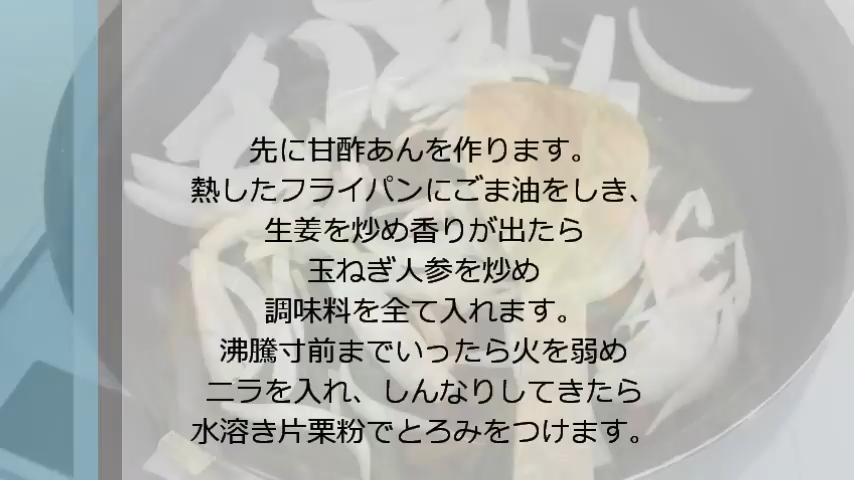 先に甘酢あんを作ります。
熱したフライパンにごま油をしき、
生姜を炒め香りが出たら
玉ねぎ人参を炒め
調味料を全て入れます。
沸騰寸前までいったら火を弱め
ニラを入れ、しんなりしてきたら
水溶き片栗粉でとろみをつけます。